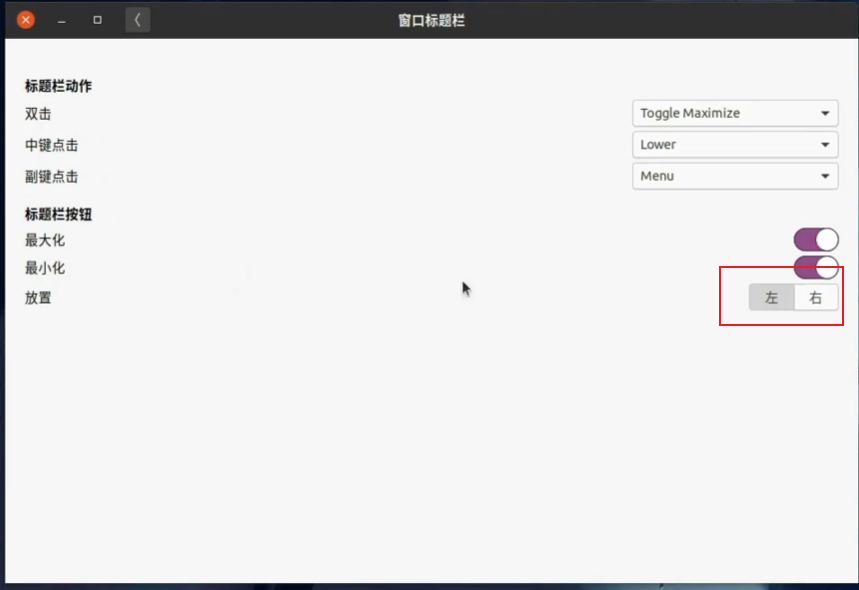 窗口标题栏
标题栏动作
双击 Toggle Maximize
中键点击 Lower
副键点击 Menu
标题栏按钮
最大化
最小化
放置 左 右